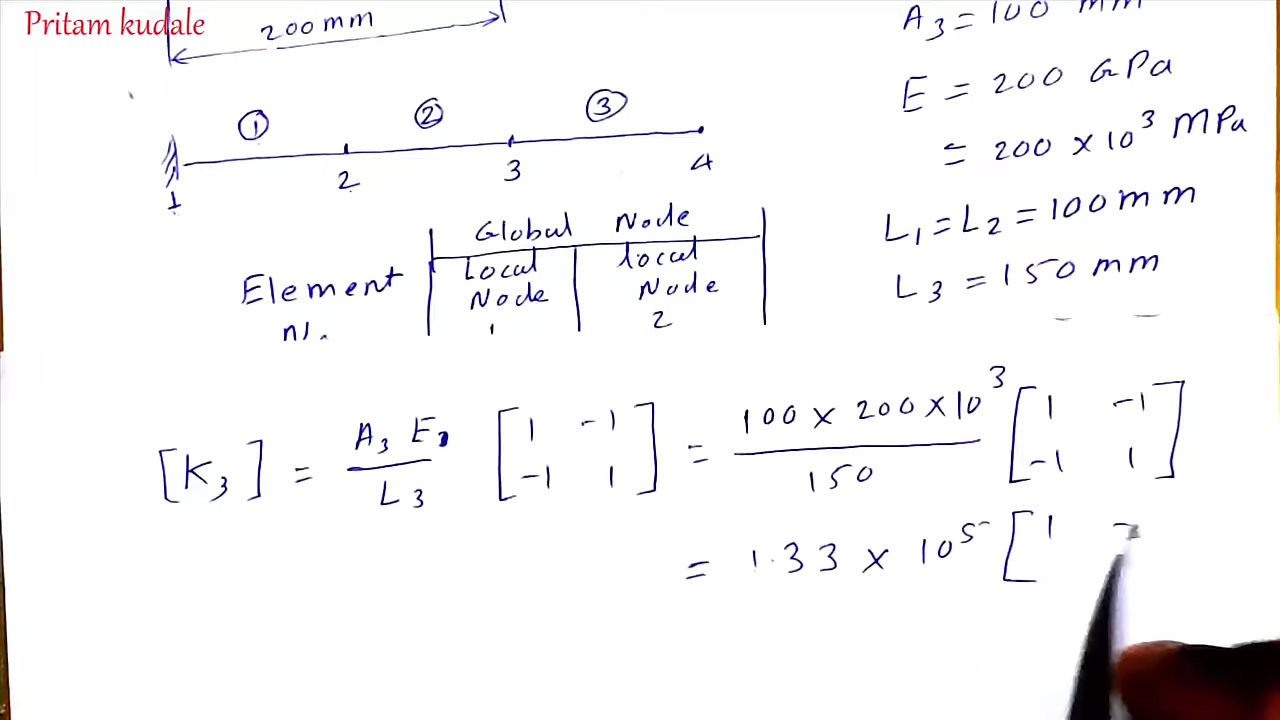 Pritam kudale
200mm
A3 = 100 mm
E = 200 GPa
= 200 × 10^3 MPa
① ② ③
1 2 3 4
L1 = L2 = 100mm
L3 = 150 mm
Global Node
Element
Local Node 1
local Node 2
[K3] = A3 E3 / L3 [1 -1; -1 1] = 100 × 200 × 10^3 / 150 [1 -1; -1 1]
= 1.33 × 10^5 [1